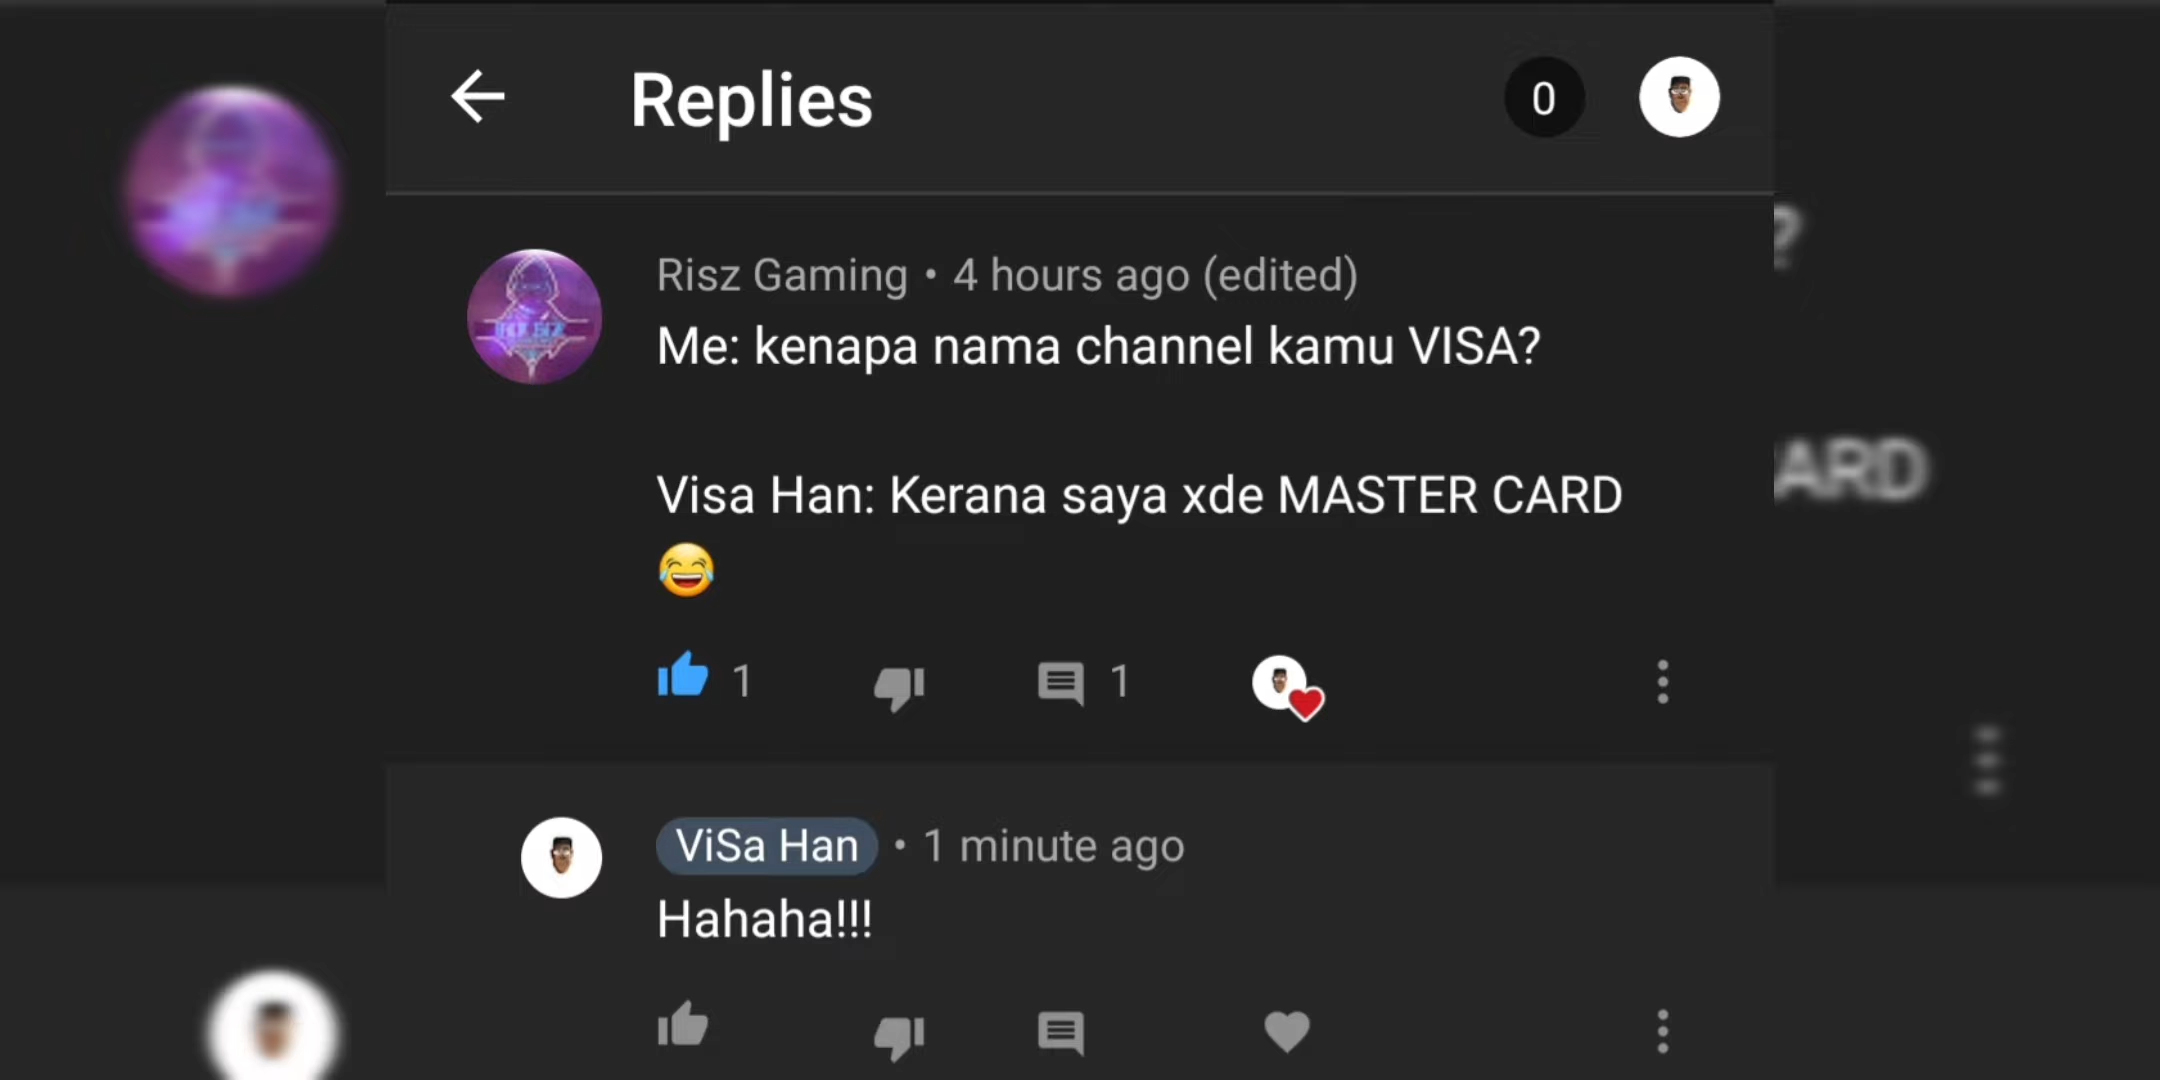 Replies
0
Risz Gaming • 4 hours ago (edited)
Me: kenapa nama channel kamu VISA?
Visa Han: Kerana saya xde MASTER CARD
😂
1
1
ViSa Han • 1 minute ago
Hahaha!!!
?
ARD